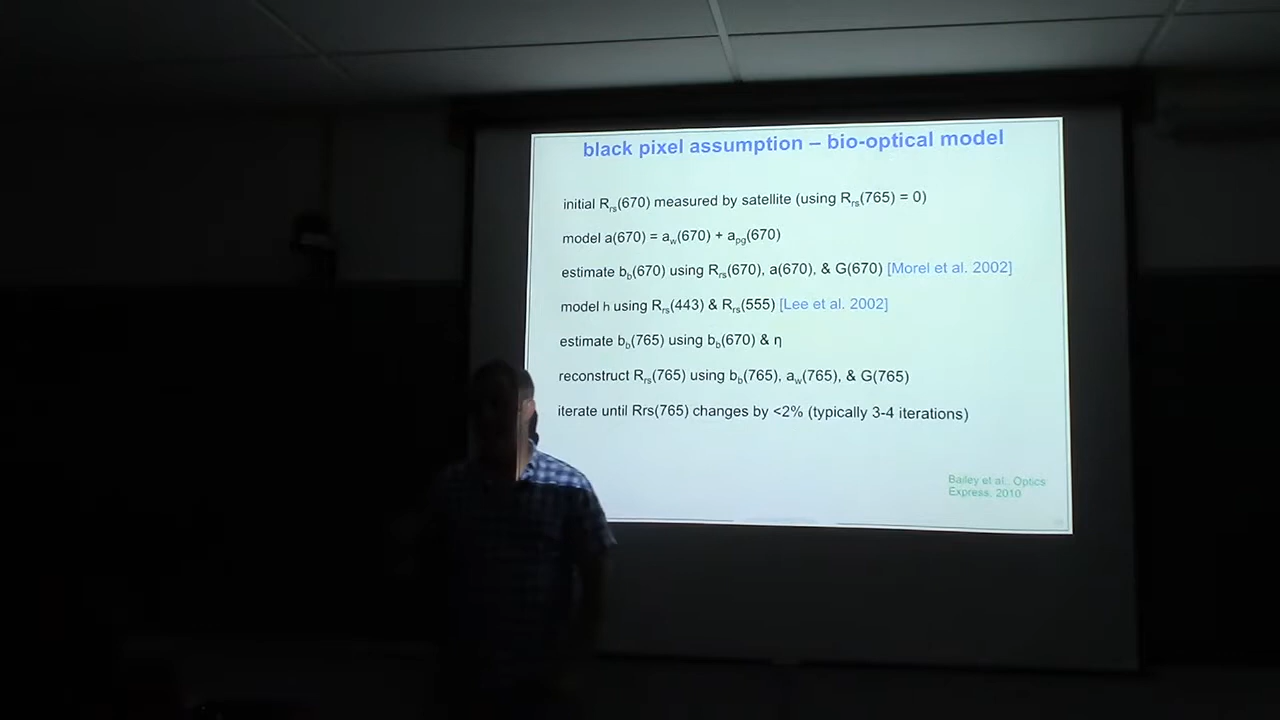 black pixel assumption – bio-optical model
initial Rrs(670) measured by satellite (using Rrs(765) = 0)
model a(670) = aw(670) + apg(670)
estimate bb(670) using Rrs(670), a(670), & G(670) [Morel et al. 2002]
model h using Rrs(443) & Rrs(555) [Lee et al. 2002]
estimate bb(765) using bb(670) & η
reconstruct Rrs(765) using bb(765), aw(765), & G(765)
iterate until Rrs(765) changes by <2% (typically 3-4 iterations)
Bailey et al., Optics
Express, 2010